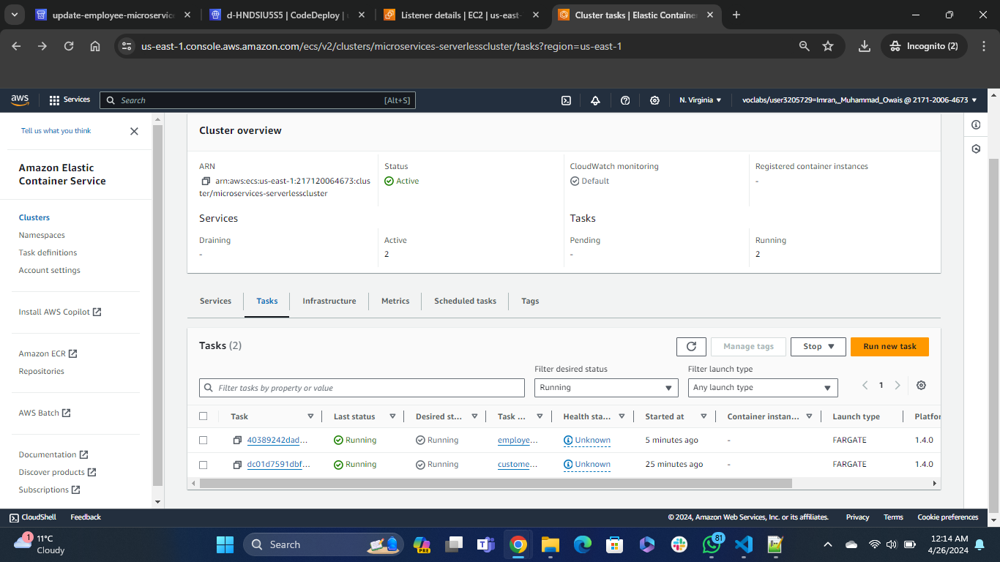 update-employee-microservic
d-HNDSIU5S5 | CodeDeploy | u
Listener details | EC2 | us-east-
Cluster tasks | Elastic Container
us-east-1.console.aws.amazon.com/ecs/v2/clusters/microservices-serverlesscluster/tasks?region=us-east-1
Incognito (2)
aws
Services
Search
[Alt+S]
N. Virginia
voclabs/user3205729=Imran,_Muhammad_Owais @ 2171-2006-4673
Tell us what you think
Amazon Elastic
Container Service
Clusters
Namespaces
Task definitions
Account settings
Install AWS Copilot
Amazon ECR
Repositories
AWS Batch
Documentation
Discover products
Subscriptions
Cluster overview
ARN
arn:aws:ecs:us-east-1:217120064673:clus
ter/microservices-serverlesscluster
Status
Active
CloudWatch monitoring
Default
Registered container instances
-
Services
Tasks
Draining
-
Active
2
Pending
-
Running
2
Services
Tasks
Infrastructure
Metrics
Scheduled tasks
Tags
Tasks (2)
Manage tags
Stop
Run new task
Filter desired status
Filter launch type
Filter tasks by property or value
Running
Any launch type
1
Task
Last status
Desired st...
Task ...
Health sta...
Started at
Container instan...
Launch type
Platfor
40389242dad...
Running
Running
employe...
Unknown
5 minutes ago
-
FARGATE
1.4.0
dc01d7591dbf...
Running
Running
custome...
Unknown
25 minutes ago
-
FARGATE
1.4.0
CloudShell
Feedback
© 2024, Amazon Web Services, Inc. or its affiliates.
Privacy
Terms
Cookie preferences
1
11°C
Cloudy
Search
PRE
81
12:14 AM
4/26/2024